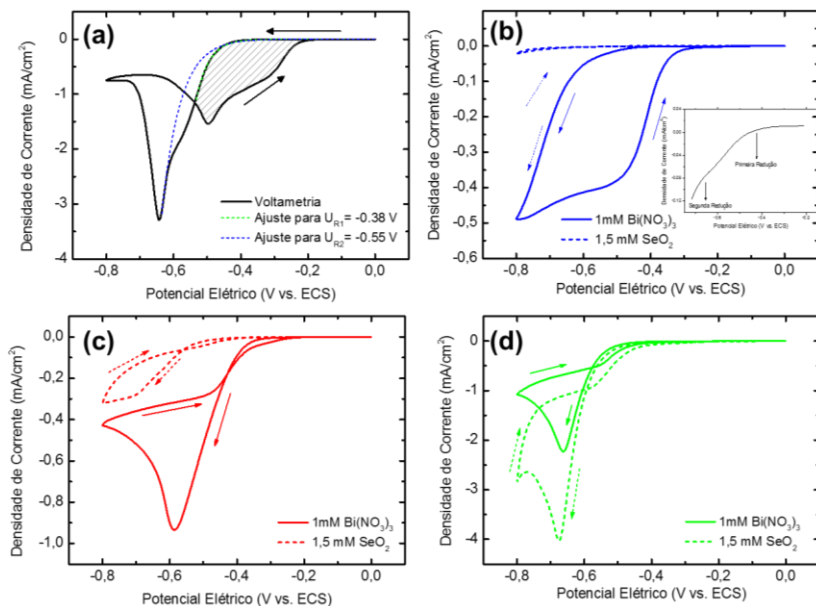 (a)
0
-1
-2
-3
-4
-0,8
-0,6
-0,4
-0,2
0,0
Densidade de Corrente (mA/cm²)
Potencial Elétrico (V vs. ECS)
Voltametria
Ajuste para U_R1= -0.38 V
Ajuste para U_R2= -0.55 V
(b)
0,0
-0,1
-0,2
-0,3
-0,4
-0,5
-0,6
-0,8
-0,6
-0,4
-0,2
0,0
Densidade de Corrente (mA/cm²)
Potencial Elétrico (V vs. ECS)
1mM Bi(NO₃)₃
1,5 mM SeO₂
Primeira Redução
Segunda Redução
Densidade de Corrente (mA/cm²)
Potencial Elétrico (V vs. ECS)
(c)
0,0
-0,2
-0,4
-0,6
-0,8
-1,0
-0,8
-0,6
-0,4
-0,2
0,0
Densidade de Corrente (mA/cm²)
Potencial Elétrico (V vs. ECS)
1mM Bi(NO₃)₃
1,5 mM SeO₂
(d)
0
-1
-2
-3
-4
-0,8
-0,6
-0,4
-0,2
0,0
Densidade de Corrente (mA/cm²)
Potencial Elétrico (V vs. ECS)
1mM Bi(NO₃)₃
1,5 mM SeO₂